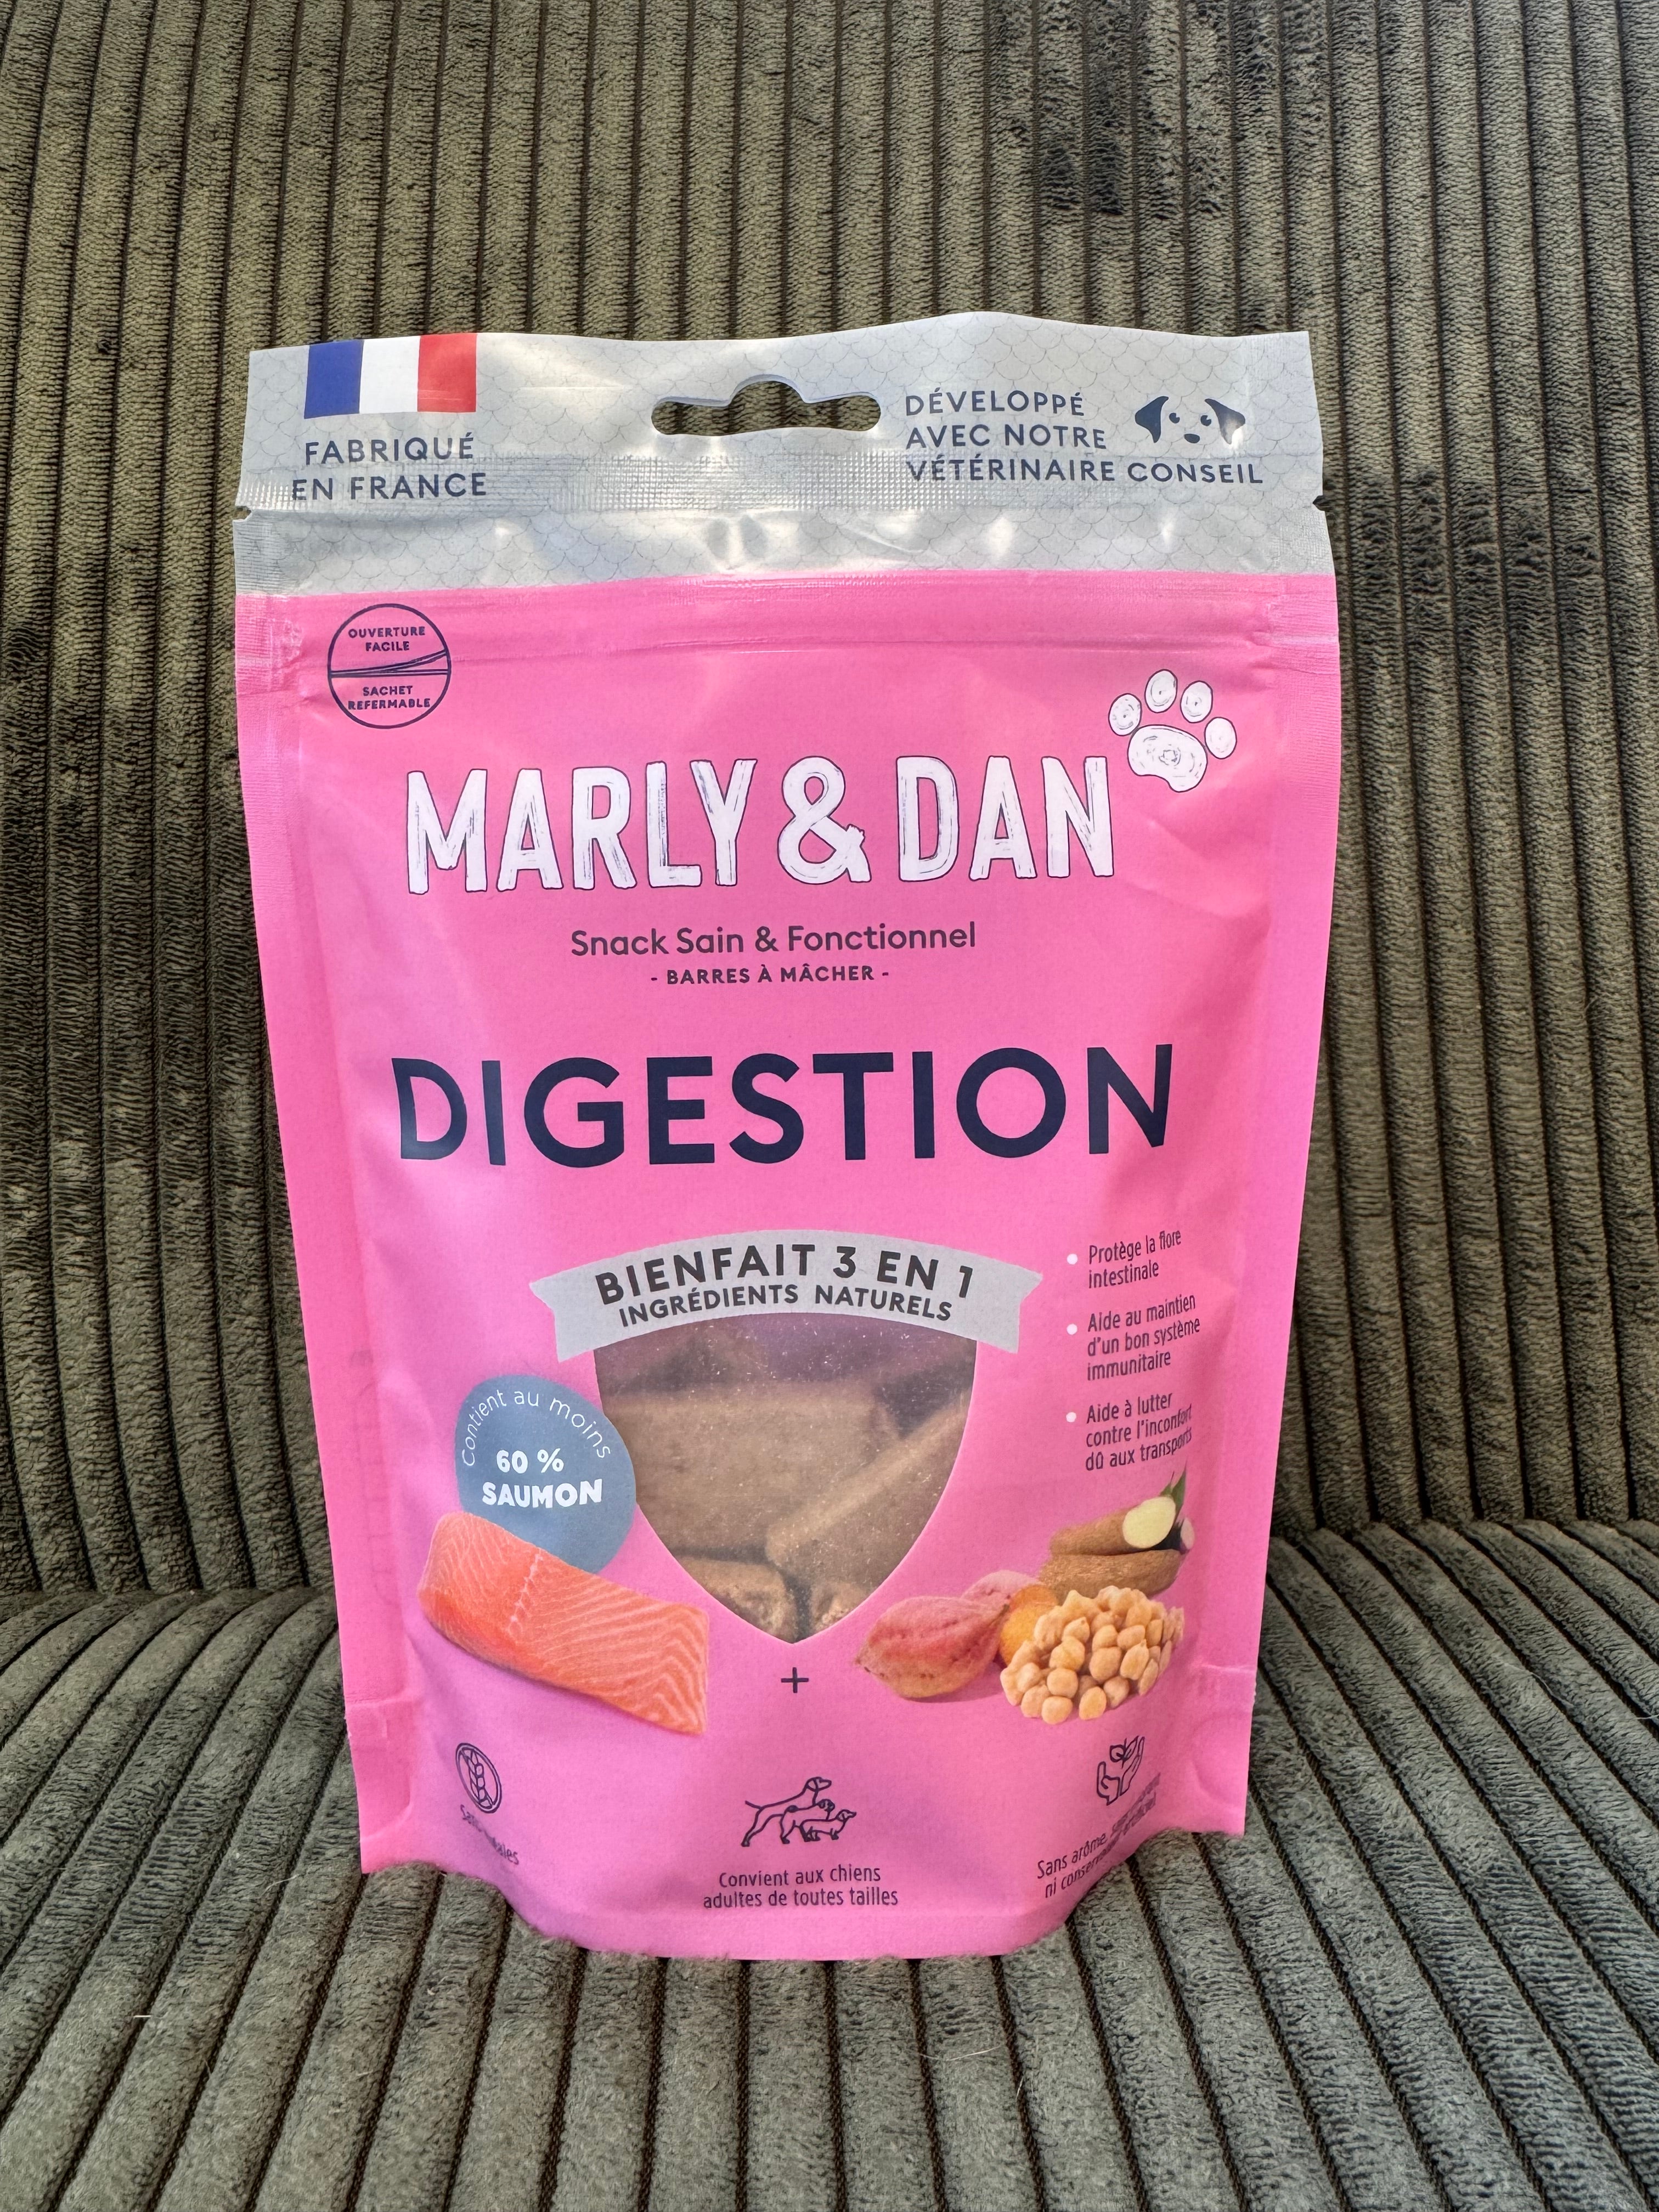 FABRIQUÉ
EN FRANCE
DÉVELOPPÉ
AVEC NOTRE
VÉTÉRINAIRE CONSEIL
OUVERTURE
FACILE
SACHET
REFERMABLE
MARLY & DAN
Snack Sain & Fonctionnel
- BARRES À MÂCHER -
DIGESTION
BIENFAIT 3 EN 1
INGRÉDIENTS NATURELS
• Protège la flore
intestinale
• Aide au maintien
d'un bon système
immunitaire
• Aide à lutter
contre l'inconfort
dû aux transports
Contient au moins
60 %
SAUMON
+
Convient aux chiens
adultes de toutes tailles
Sans arôme,
ni